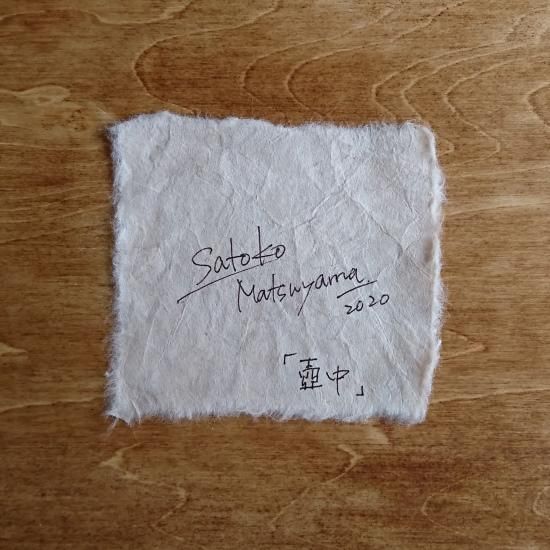 Satoko
Matsuyama
2020
「壺中」